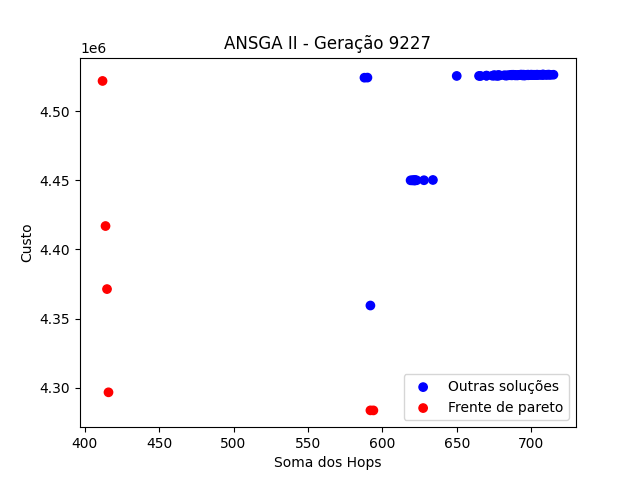 ANSGA II - Geração 9227
1e6
4.50
4.45
4.40
4.35
4.30
Custo
400 450 500 550 600 650 700
Soma dos Hops
Outras soluções
Frente de pareto